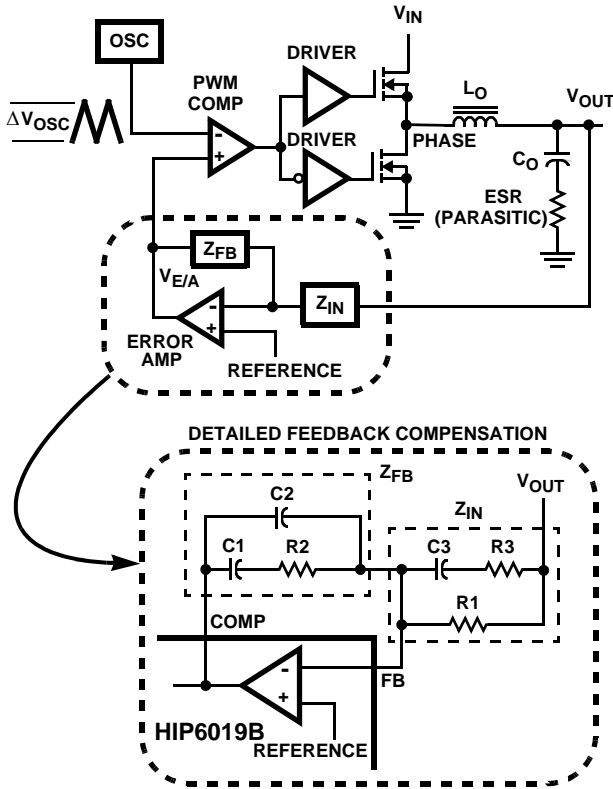 V_IN
OSC
DRIVER
PWM
COMP
L_O
V_OUT
ΔV_OSC
-
+
DRIVER
PHASE
C_O
ESR
(PARASITIC)
Z_FB
V_E/A
-
+
Z_IN
ERROR
AMP
REFERENCE
DETAILED FEEDBACK COMPENSATION
Z_FB
V_OUT
C2
Z_IN
C1
R2
C3
R3
R1
COMP
-
+
FB
HIP6019B
REFERENCE